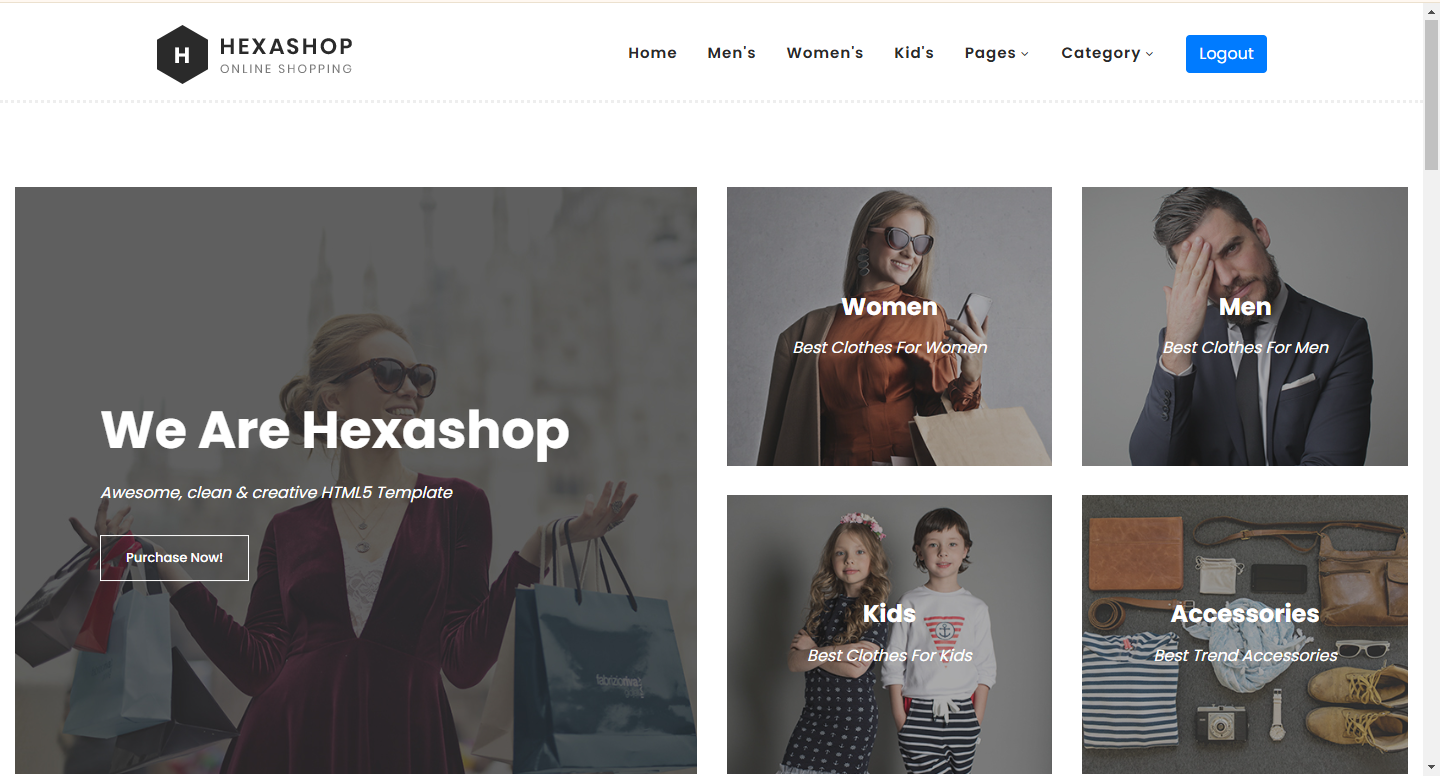 H
HEXASHOP
ONLINE SHOPPING
Home
Men's
Women's
Kid's
Pages
Category
Logout
We Are Hexashop
Awesome, clean & creative HTML5 Template
Purchase Now!
Women
Best Clothes For Women
Men
Best Clothes For Men
Kids
Best Clothes For Kids
Accessories
Best Trend Accessories